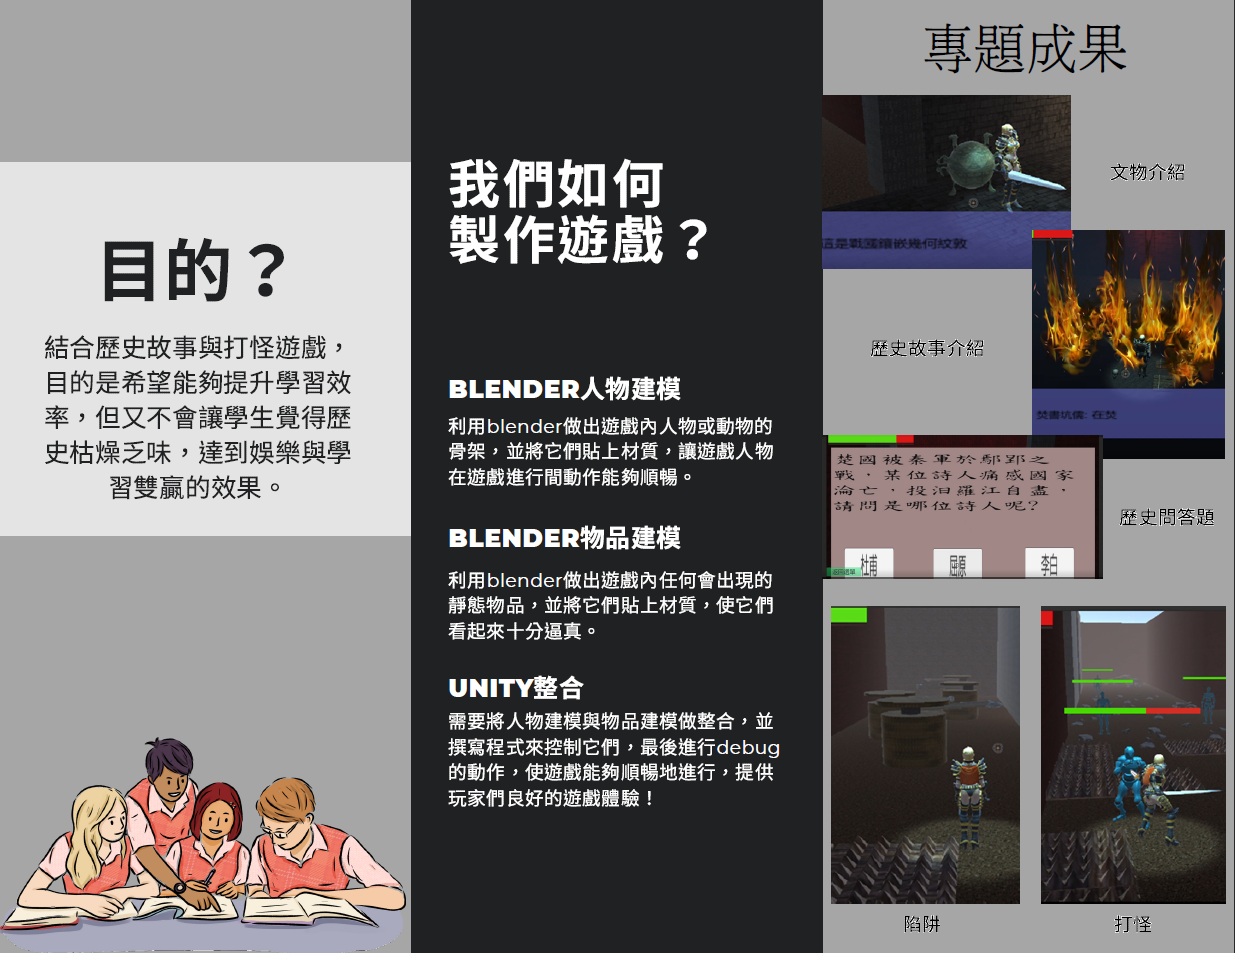 目的？
結合歷史故事與打怪遊戲，
目的是希望能夠提升學習效
率，但又不會讓學生覺得歷
史枯燥乏味，達到娛樂與學
習雙贏的效果。
我們如何
製作遊戲？
BLENDER人物建模
利用blender做出遊戲內人物或動物的
骨架，並將它們貼上材質，讓遊戲人物
在遊戲進行間動作能夠順暢。
BLENDER物品建模
利用blender做出遊戲內任何會出現的
靜態物品，並將它們貼上材質，使它們
看起來十分逼真。
UNITY整合
需要將人物建模與物品建模做整合，並
撰寫程式來控制它們，最後進行debug
的動作，使遊戲能夠順暢地進行，提供
玩家們良好的遊戲體驗！
專題成果
文物介紹
這是戰國鑲嵌幾何紋敦
歷史故事介紹
焚書坑儒: 在焚
楚國被秦軍於鄢郢之
戰，某位詩人痛感國家
淪亡，投汨羅江自盡，
請問是哪位詩人呢?
杜甫
屈原
李白
歷史問答題
陷阱
打怪